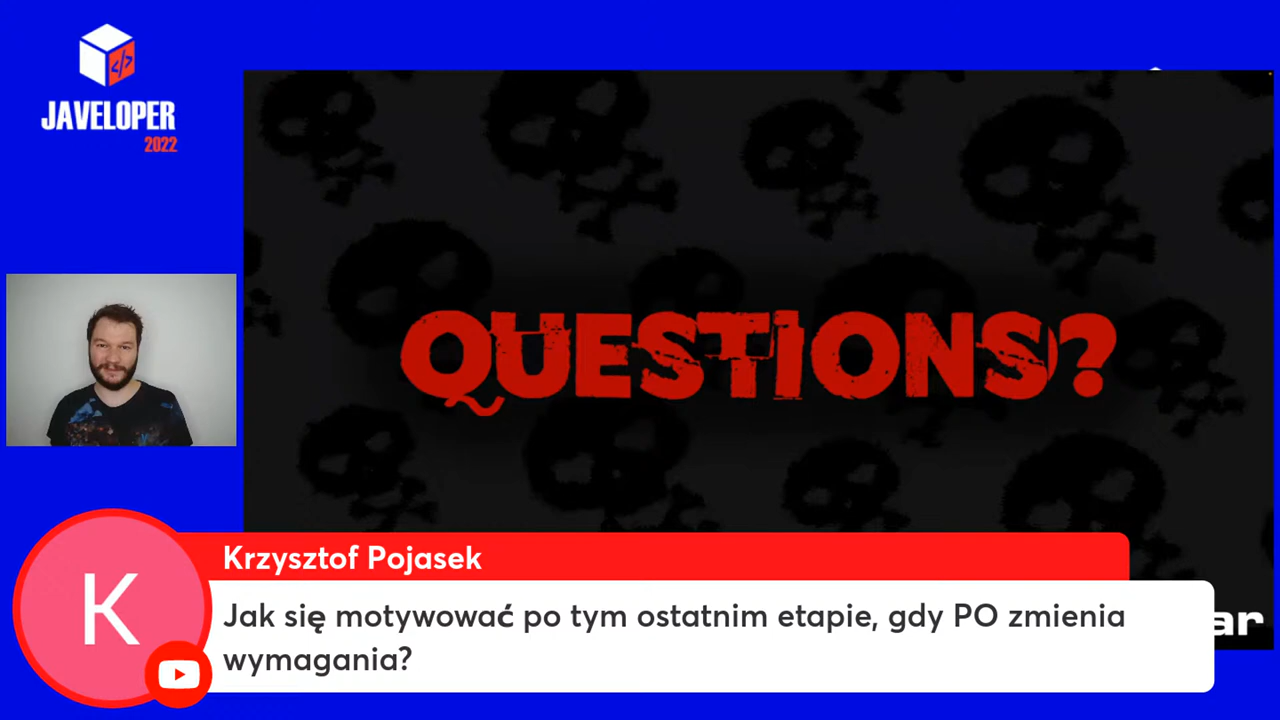 JAVELOPER
2022
QUESTIONS?
Krzysztof Pojasek
K
Jak się motywować po tym ostatnim etapie, gdy PO zmienia
wymagania?